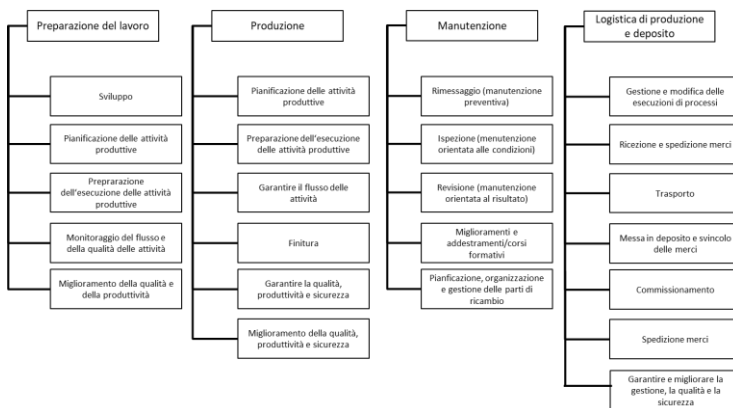 Preparazione del lavoro
Sviluppo
Pianificazione delle attività
produttive
Preprarazione
dell'esecuzione delle attività
produttive
Monitoraggio del flusso e
della qualità delle attività
Miglioramento della qualità e
della produttività
Produzione
Pianificazione delle attività
produttive
Preparazione dell'esecuzione
delle attività produttive
Garantire il flusso delle
attività
Finitura
Garantire la qualità,
produttività e sicurezza
Miglioramento della qualità,
produttività e sicurezza
Manutenzione
Rimessaggio (manutenzione
preventiva)
Ispezione (manutenzione
orientata alle condizioni)
Revisione (manutenzione
orientata al risultato)
Miglioramenti e
addestramenti/corsi
formativi
Pianficazione, organizzazione
e gestione delle parti di
ricambio
Logistica di produzione
e deposito
Gestione e modifica delle
esecuzioni di processi
Ricezione e spedizione merci
Trasporto
Messa in deposito e svincolo
delle merci
Commissionamento
Spedizione merci
Garantire e migliorare la
gestione, la qualità e la
sicurezza